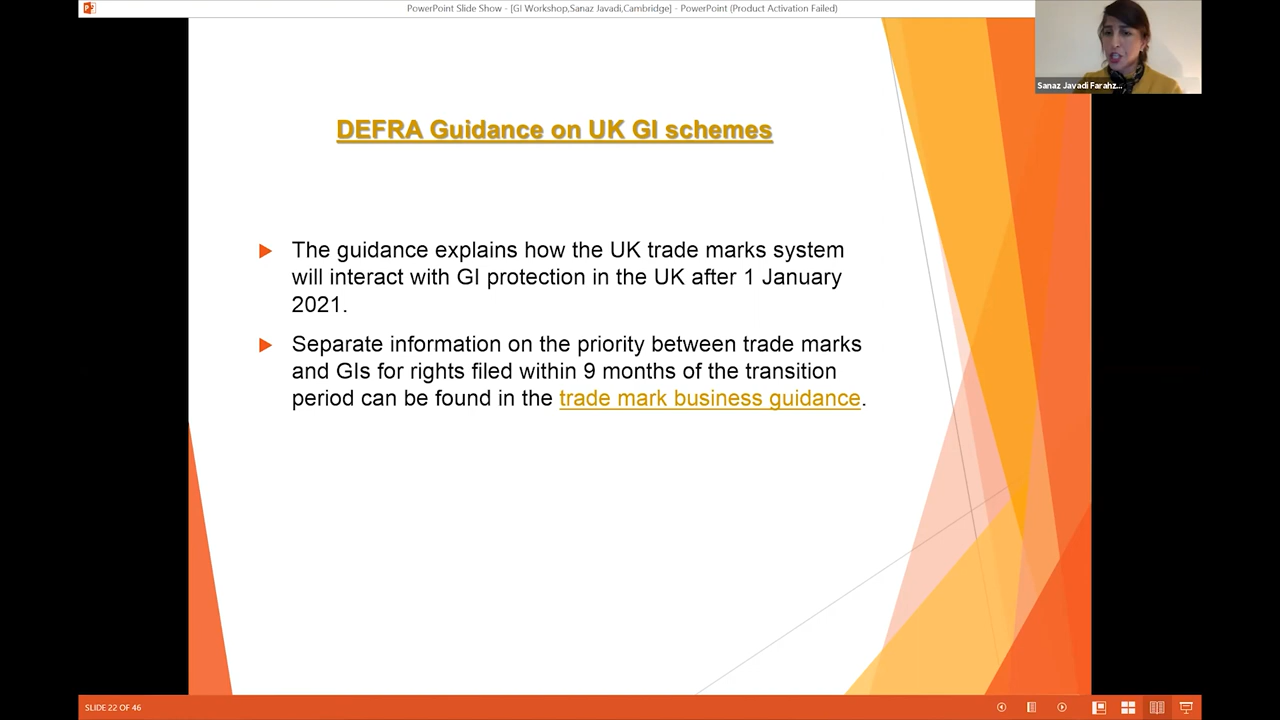 PowerPoint Slide Show - [GI Workshop,Sanaz Javadi,Cambridge] - PowerPoint (Product Activation Failed)
Sanaz Javadi Farahz...
DEFRA Guidance on UK GI schemes
The guidance explains how the UK trade marks system
will interact with GI protection in the UK after 1 January
2021.
Separate information on the priority between trade marks
and GIs for rights filed within 9 months of the transition
period can be found in the trade mark business guidance.
SLIDE 22 OF 46